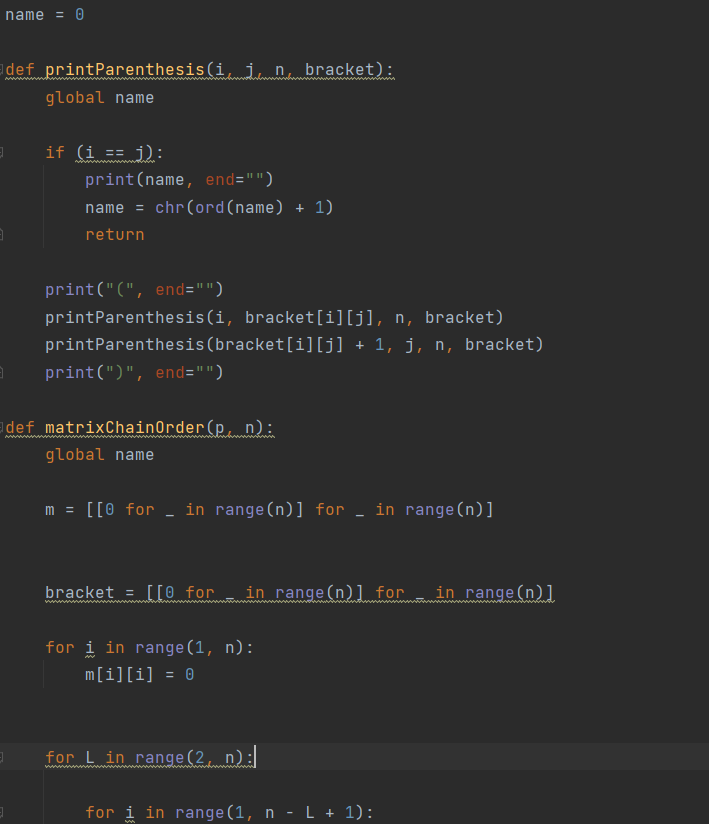 name = 0
def printParenthesis(i, j, n, bracket):
    global name
    if (i == j):
        print(name, end="")
        name = chr(ord(name) + 1)
        return
    print("(", end="")
    printParenthesis(i, bracket[i][j], n, bracket)
    printParenthesis(bracket[i][j] + 1, j, n, bracket)
    print(")", end="")
def matrixChainOrder(p, n):
    global name
    m = [[0 for _ in range(n)] for _ in range(n)]
    bracket = [[0 for _ in range(n)] for _ in range(n)]
    for i in range(1, n):
        m[i][i] = 0
    for L in range(2, n):
        for i in range(1, n - L + 1):